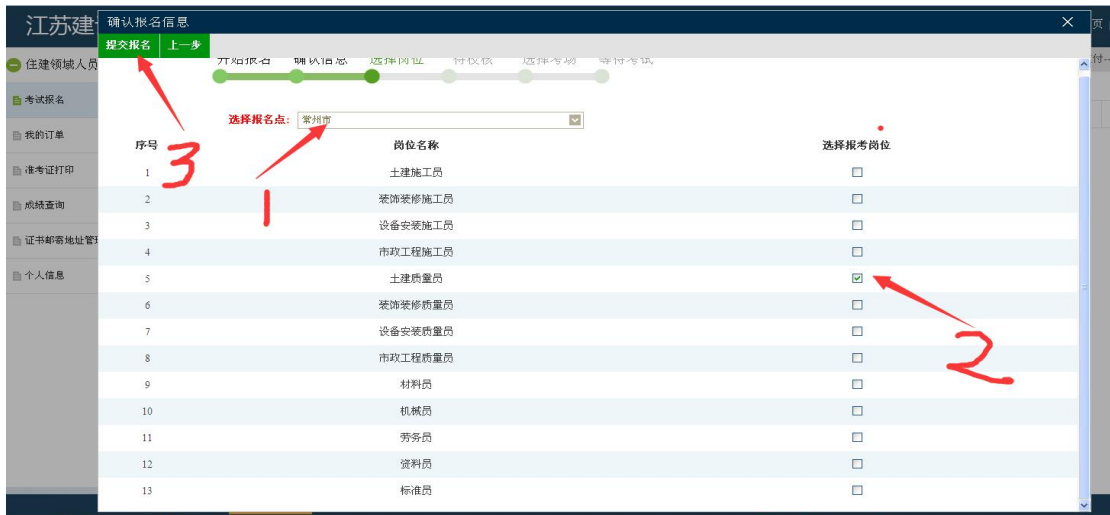 江苏建
确认报名信息
页
提交报名 上一步
住建领域人员
付--
开始报名 确认信息 选择岗位 待校核 选择考场 等待考试
考试报名
选择报名点: 常州市
我的订单
序号 岗位名称 选择报考岗位
准考证打印
1 土建施工员
3
2 装饰装修施工员
成绩查询
1
3 设备安装施工员
证书邮寄地址管理
4 市政工程施工员
个人信息
5 土建质量员
6 装饰装修质量员
7 设备安装质量员
2
8 市政工程质量员
9 材料员
10 机械员
11 劳务员
12 资料员
13 标准员